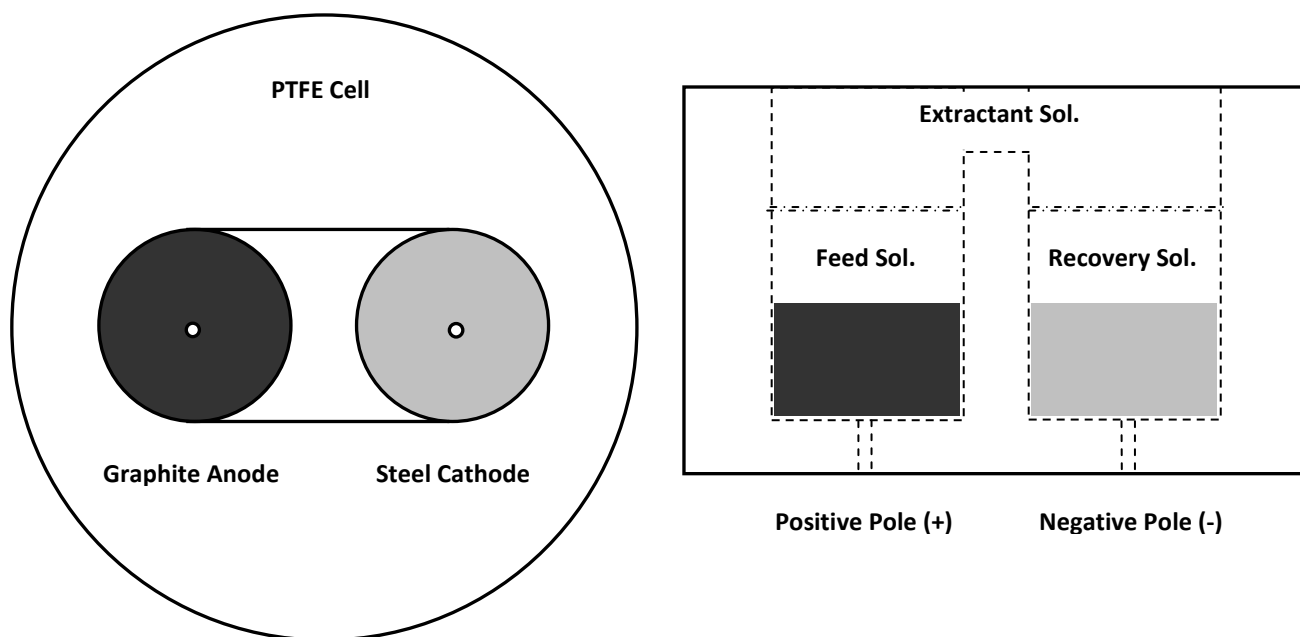 PTFE Cell
Graphite Anode
Steel Cathode
Extractant Sol.
Feed Sol.
Recovery Sol.
Positive Pole (+)
Negative Pole (-)